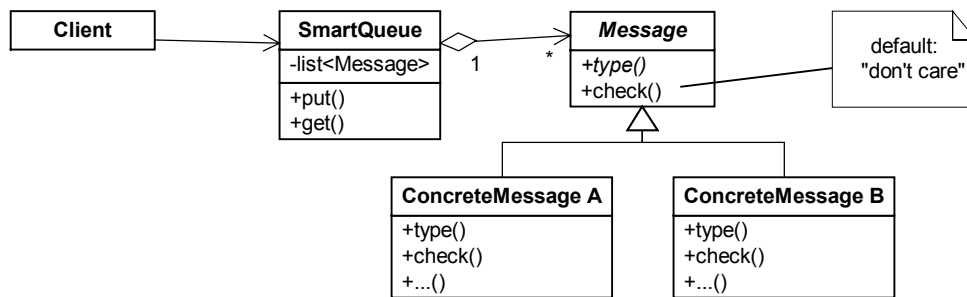 Client
SmartQueue
-list<Message>
+put()
+get()
1
*
Message
+type()
+check()
default:
"don't care"
ConcreteMessage A
+type()
+check()
+...()
ConcreteMessage B
+type()
+check()
+...()